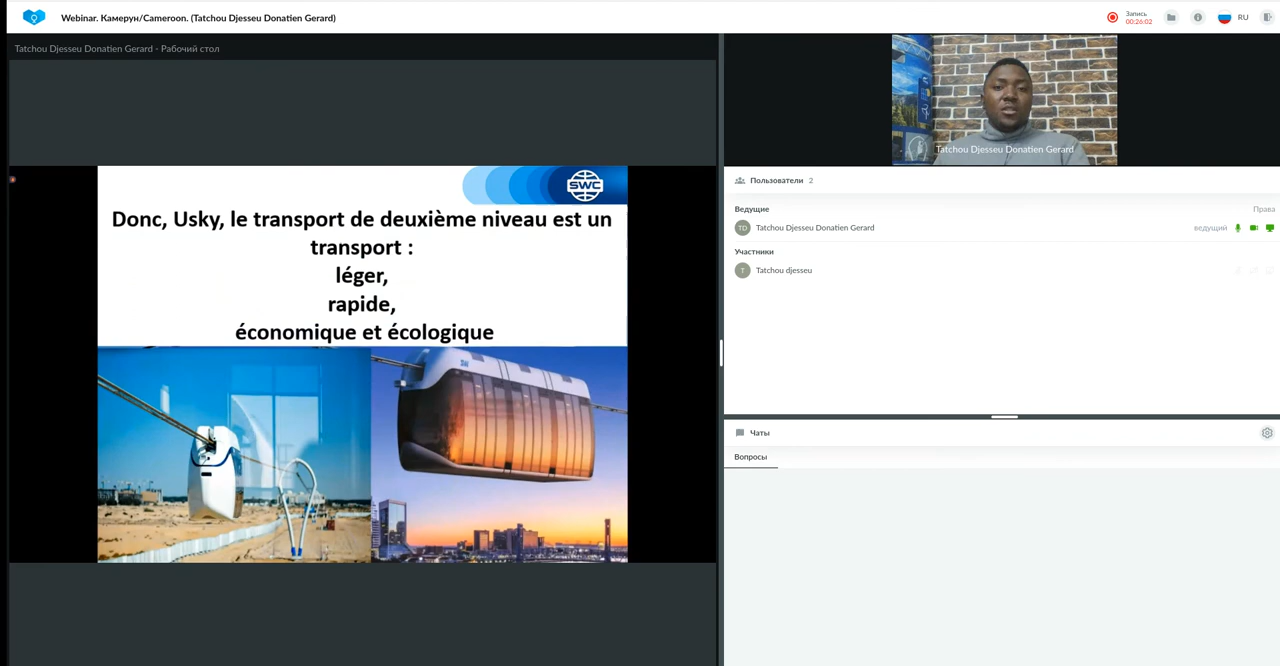 Webinar. Камерун/Cameroon. (Tatchou Djesseu Donatien Gerard)
Запись
00:26:02
RU
Tatchou Djesseu Donatien Gerard - Рабочий стол
SWC
Donc, Usky, le transport de deuxième niveau est un
transport :
léger,
rapide,
économique et écologique
Tatchou Djesseu Donatien Gerard
Пользователи 2
Ведущие
Права
TD
Tatchou Djesseu Donatien Gerard
ведущий
Участники
T
Tatchou djesseu
Чаты
Вопросы